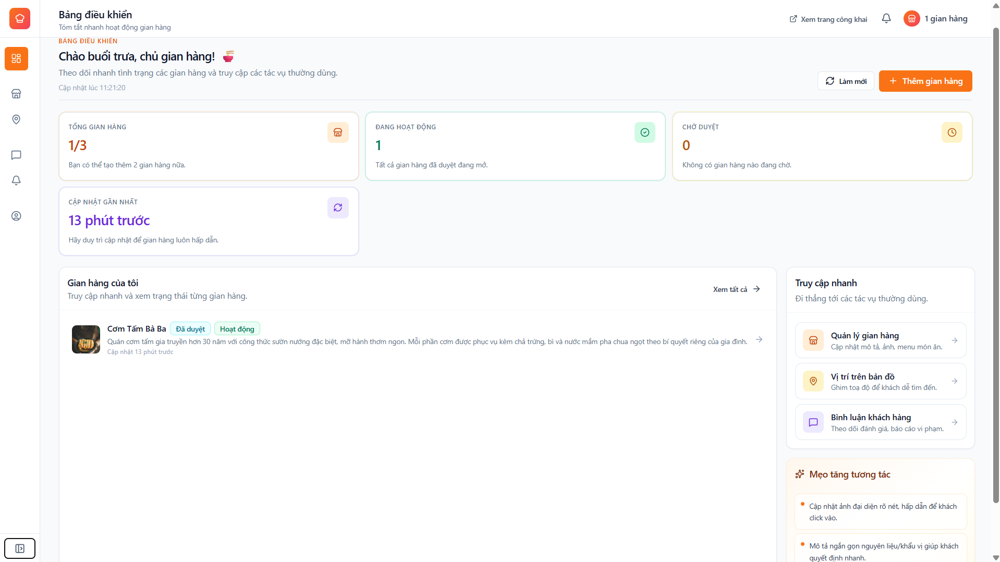 Bảng điều khiển
Tóm tắt nhanh hoạt động gian hàng
Xem trang công khai
1 gian hàng
BẢNG ĐIỀU KHIỂN
Chào buổi trưa, chủ gian hàng!
Theo dõi nhanh tình trạng các gian hàng và truy cập các tác vụ thường dùng.
Cập nhật lúc 11:21:20
Làm mới
Thêm gian hàng
TỔNG GIAN HÀNG
1/3
Bạn có thể tạo thêm 2 gian hàng nữa.
ĐANG HOẠT ĐỘNG
1
Tất cả gian hàng đã duyệt đang mở.
CHỜ DUYỆT
0
Không có gian hàng nào đang chờ.
CẬP NHẬT GẦN NHẤT
13 phút trước
Hãy duy trì cập nhật để gian hàng luôn hấp dẫn.
Gian hàng của tôi
Truy cập nhanh và xem trạng thái từng gian hàng.
Xem tất cả
Cơm Tấm Bà Ba
Đã duyệt
Hoạt động
Quán cơm tấm gia truyền hơn 30 năm với công thức sườn nướng đặc biệt, mỡ hành thơm ngon. Mỗi phần cơm được phục vụ kèm chả trứng, bì và nước mắm pha chua ngọt theo bí quyết riêng của gia đình.
Cập nhật 13 phút trước
Truy cập nhanh
Đi thẳng tới các tác vụ thường dùng.
Quản lý gian hàng
Cập nhật mô tả, ảnh, menu món ăn.
Vị trí trên bản đồ
Ghim toạ độ để khách dễ tìm đến.
Bình luận khách hàng
Theo dõi đánh giá, báo cáo vi phạm.
Mẹo tăng tương tác
Cập nhật ảnh đại diện rõ nét, hấp dẫn để khách
click vào.
Mô tả ngắn gọn nguyên liệu/khẩu vị giúp khách
quyết định nhanh.